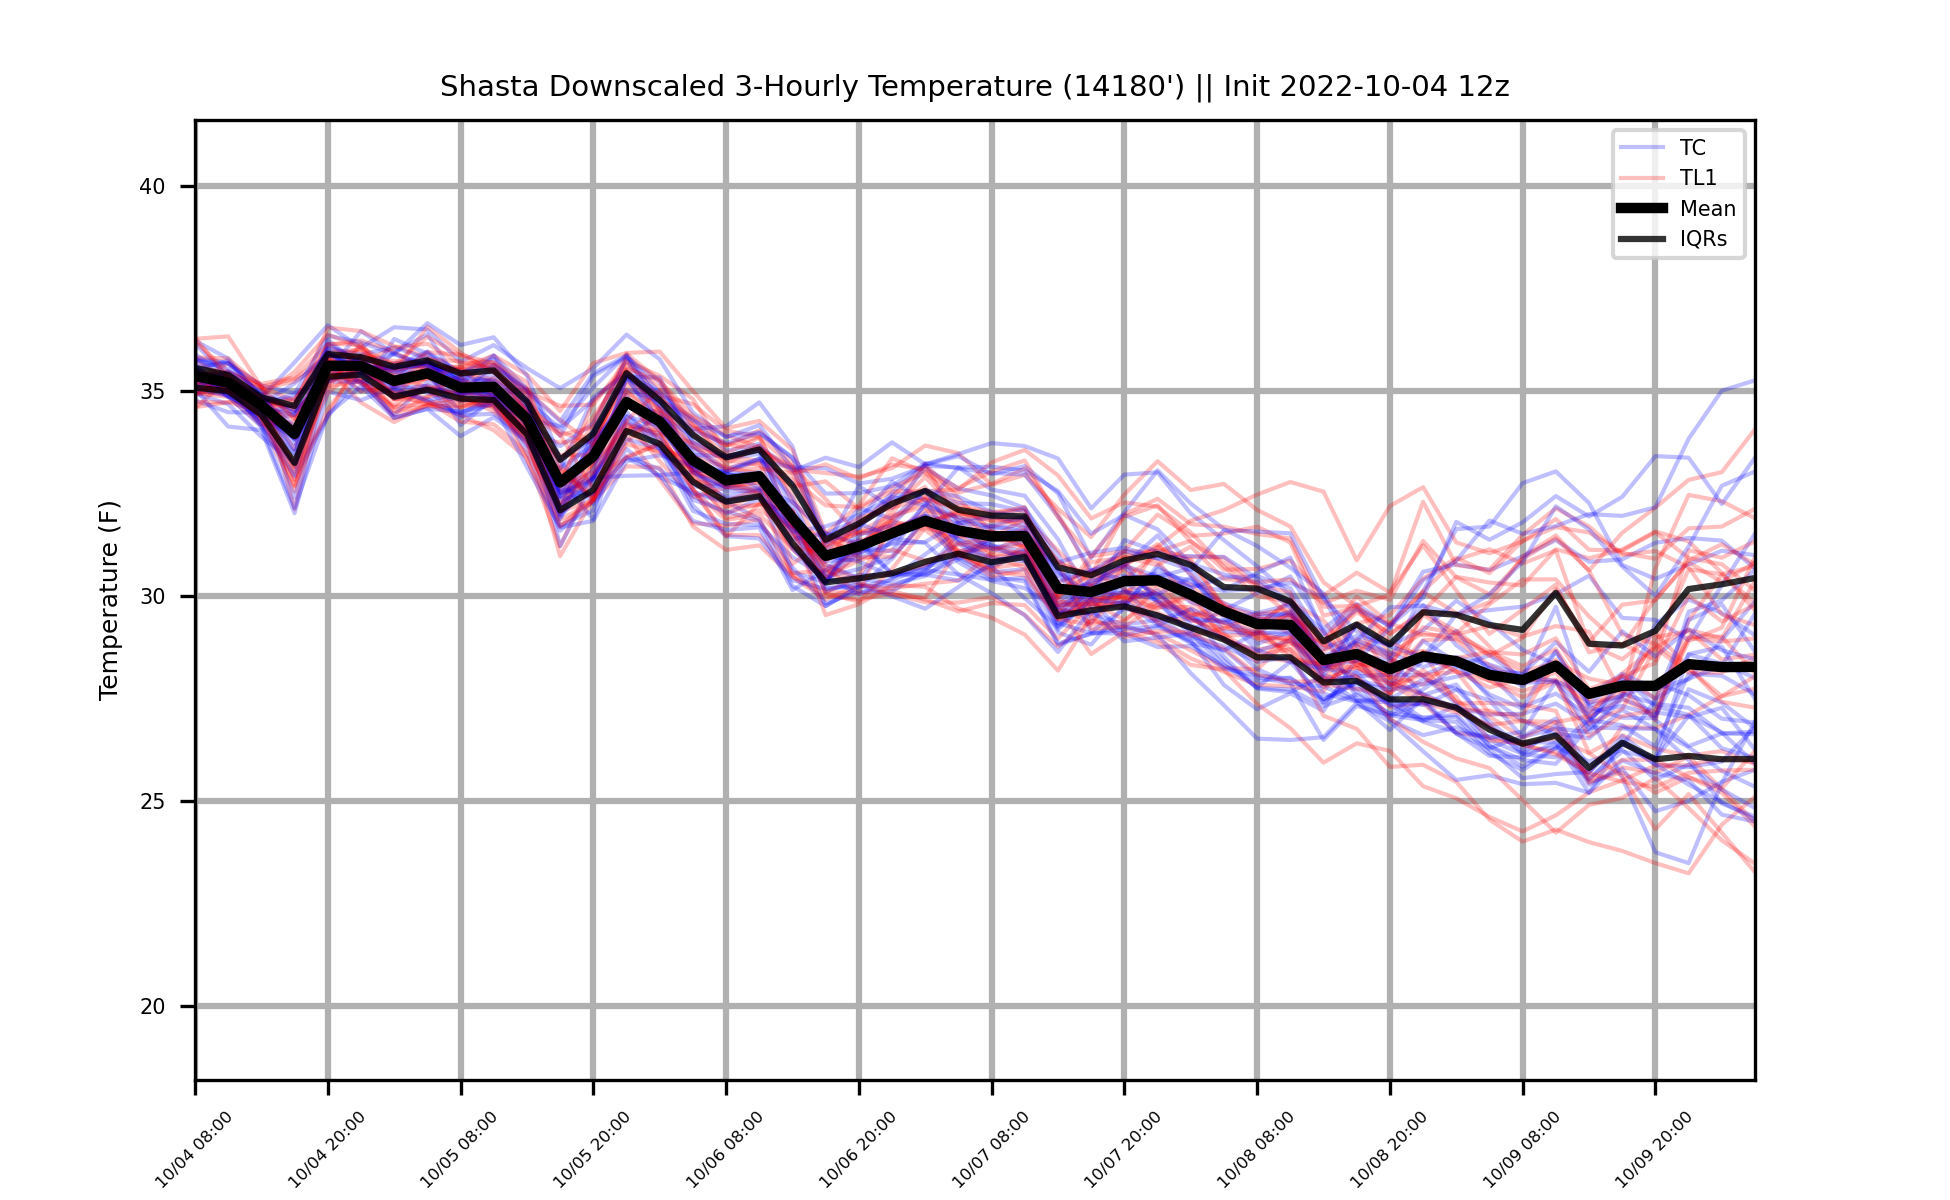 Shasta Downscaled 3-Hourly Temperature (14180') || Init 2022-10-04 12z
TC
TL1
Mean
IQRs
Temperature (F)
40
35
30
25
20
10/04 08:00
10/04 20:00
10/05 08:00
10/05 20:00
10/06 08:00
10/06 20:00
10/07 08:00
10/07 20:00
10/08 08:00
10/08 20:00
10/09 08:00
10/09 20:00